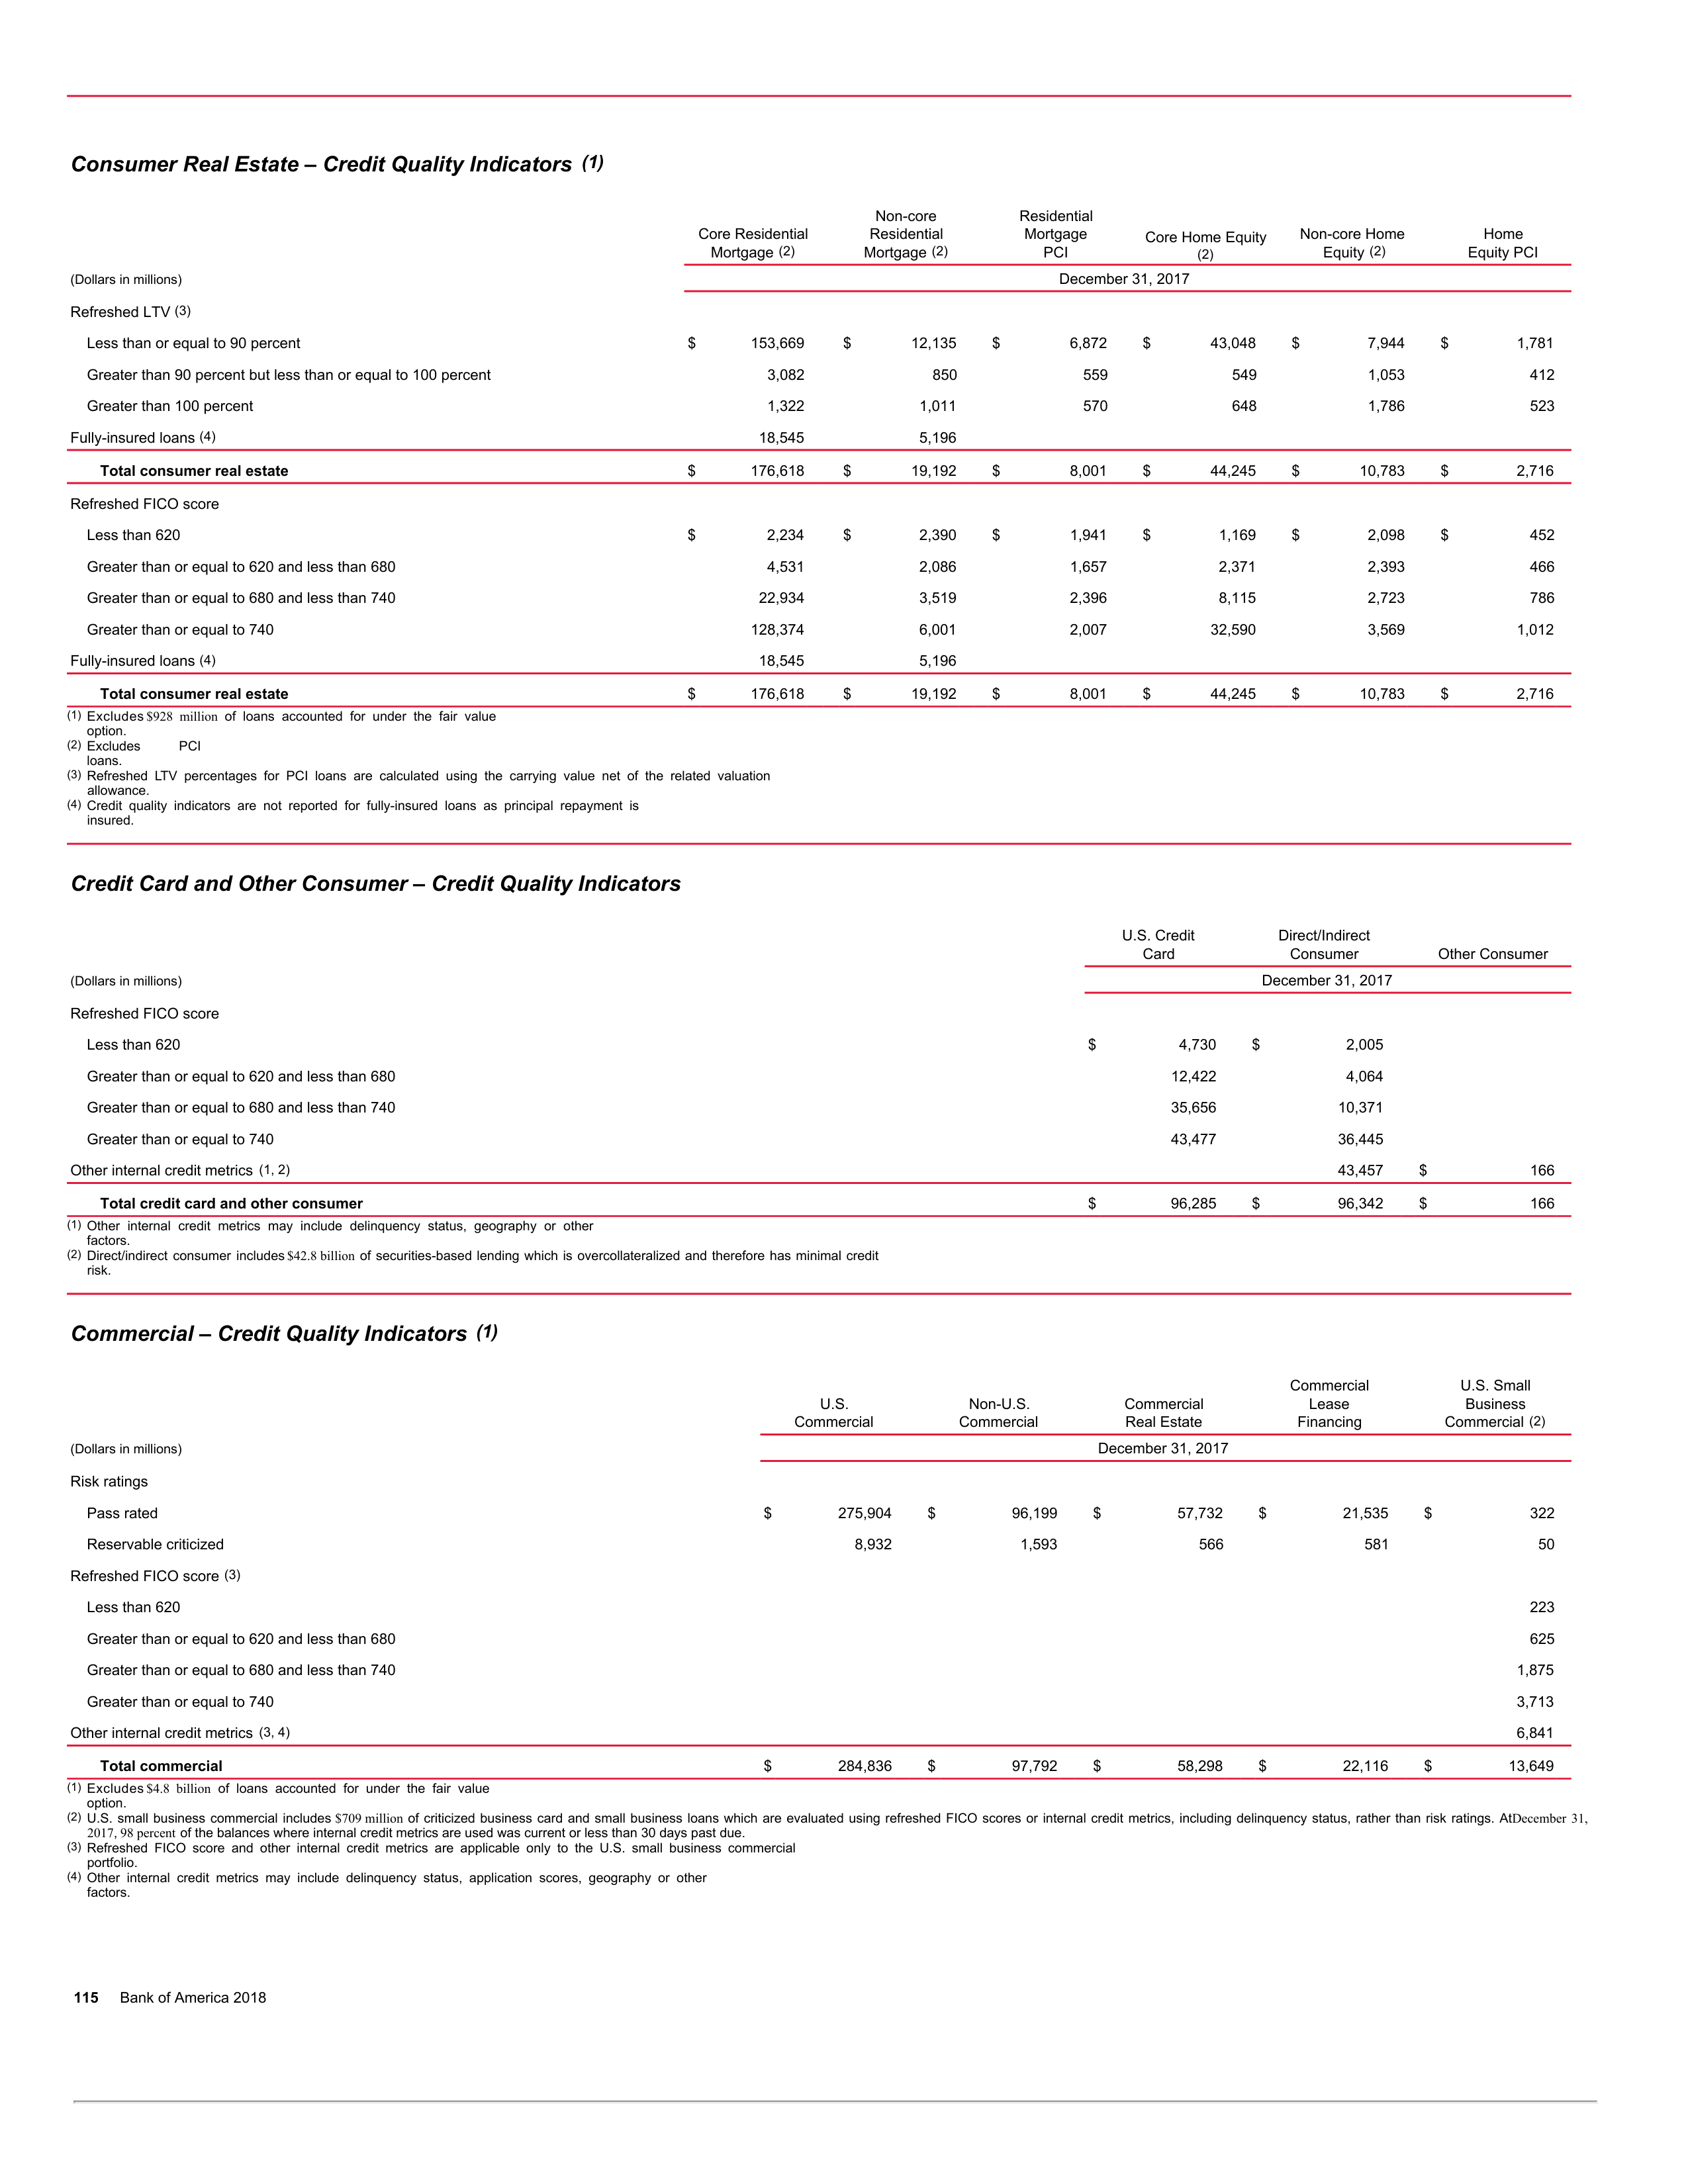 Consumer Real Estate – Credit Quality Indicators (1)
Core Residential Mortgage (2) Non-core Residential Mortgage (2) Residential Mortgage PCI Core Home Equity (2) Non-core Home Equity (2) Home Equity PCI
(Dollars in millions) December 31, 2017
Refreshed LTV (3)
Less than or equal to 90 percent $ 153,669 $ 12,135 $ 6,872 $ 43,048 $ 7,944 $ 1,781
Greater than 90 percent but less than or equal to 100 percent 3,082 850 559 549 1,053 412
Greater than 100 percent 1,322 1,011 570 648 1,786 523
Fully-insured loans (4) 18,545 5,196
Total consumer real estate $ 176,618 $ 19,192 $ 8,001 $ 44,245 $ 10,783 $ 2,716
Refreshed FICO score
Less than 620 $ 2,234 $ 2,390 $ 1,941 $ 1,169 $ 2,098 $ 452
Greater than or equal to 620 and less than 680 4,531 2,086 1,657 2,371 2,393 466
Greater than or equal to 680 and less than 740 22,934 3,519 2,396 8,115 2,723 786
Greater than or equal to 740 128,374 6,001 2,007 32,590 3,569 1,012
Fully-insured loans (4) 18,545 5,196
Total consumer real estate $ 176,618 $ 19,192 $ 8,001 $ 44,245 $ 10,783 $ 2,716
(1) Excludes $928 million of loans accounted for under the fair value
option.
(2) Excludes PCI
loans.
(3) Refreshed LTV percentages for PCI loans are calculated using the carrying value net of the related valuation
allowance.
(4) Credit quality indicators are not reported for fully-insured loans as principal repayment is
insured.
Credit Card and Other Consumer – Credit Quality Indicators
U.S. Credit Card Direct/Indirect Consumer Other Consumer
(Dollars in millions) December 31, 2017
Refreshed FICO score
Less than 620 $ 4,730 $ 2,005
Greater than or equal to 620 and less than 680 12,422 4,064
Greater than or equal to 680 and less than 740 35,656 10,371
Greater than or equal to 740 43,477 36,445
Other internal credit metrics (1, 2) 43,457 $ 166
Total credit card and other consumer $ 96,285 $ 96,342 $ 166
(1) Other internal credit metrics may include delinquency status, geography or other
factors.
(2) Direct/indirect consumer includes $42.8 billion of securities-based lending which is overcollateralized and therefore has minimal credit
risk.
Commercial – Credit Quality Indicators (1)
U.S. Commercial Non-U.S. Commercial Commercial Real Estate Commercial Lease Financing U.S. Small Business Commercial (2)
(Dollars in millions) December 31, 2017
Risk ratings
Pass rated $ 275,904 $ 96,199 $ 57,732 $ 21,535 $ 322
Reservable criticized 8,932 1,593 566 581 50
Refreshed FICO score (3)
Less than 620 223
Greater than or equal to 620 and less than 680 625
Greater than or equal to 680 and less than 740 1,875
Greater than or equal to 740 3,713
Other internal credit metrics (3, 4) 6,841
Total commercial $ 284,836 $ 97,792 $ 58,298 $ 22,116 $ 13,649
(1) Excludes $4.8 billion of loans accounted for under the fair value
option.
(2) U.S. small business commercial includes $709 million of criticized business card and small business loans which are evaluated using refreshed FICO scores or internal credit metrics, including delinquency status, rather than risk ratings. AtDecember 31,
2017, 98 percent of the balances where internal credit metrics are used was current or less than 30 days past due.
(3) Refreshed FICO score and other internal credit metrics are applicable only to the U.S. small business commercial
portfolio.
(4) Other internal credit metrics may include delinquency status, application scores, geography or other
factors.
115 Bank of America 2018